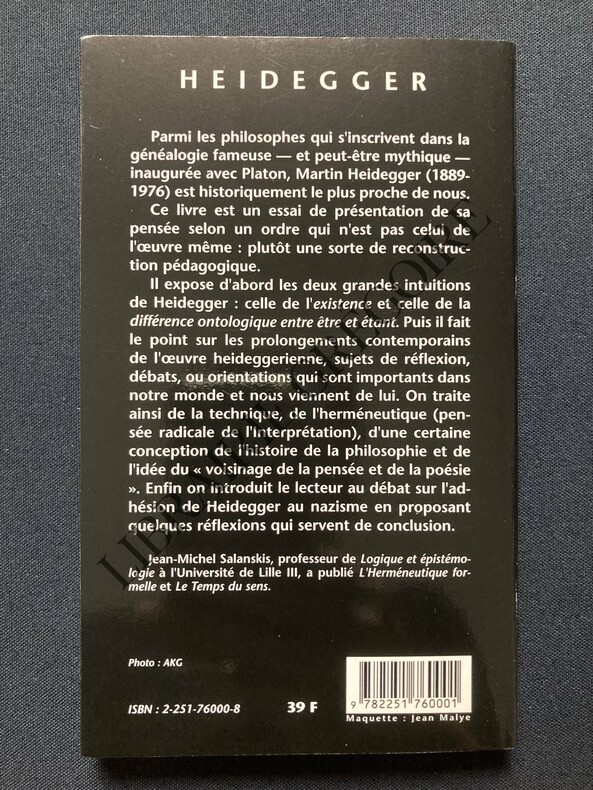 HEIDEGGER
Parmi les philosophes qui s'inscrivent dans la
généalogie fameuse — et peut-être mythique —
inaugurée avec Platon, Martin Heidegger (1889-
1976) est historiquement le plus proche de nous.
Ce livre est un essai de présentation de sa
pensée selon un ordre qui n'est pas celui de
l'œuvre même : plutôt une sorte de reconstruc-
tion pédagogique.
Il expose d'abord les deux grandes intuitions
de Heidegger : celle de l'existence et celle de la
différence ontologique entre être et étant. Puis il fait
le point sur les prolongements contemporains
de l'œuvre heideggerienne, sujets de réflexion,
débats, ou orientations qui sont importants dans
notre monde et nous viennent de lui. On traite
ainsi de la technique, de l'herméneutique (pen-
sée radicale de l'interprétation), d'une certaine
conception de l'histoire de la philosophie et de
l'idée du « voisinage de la pensée et de la poésie
». Enfin on introduit le lecteur au débat sur l'ad-
hésion de Heidegger au nazisme en proposant
quelques réflexions qui servent de conclusion.
Jean-Michel Salanskis, professeur de Logique et épistémo-
logie à l'Université de Lille III, a publié L'Herméneutique for-
melle et Le Temps du sens.
Photo : AKG
ISBN : 2-251-76000-8
39 F
9 782251 760001
Maquette : Jean Malye
LIBRAIRIE GREGOIRE